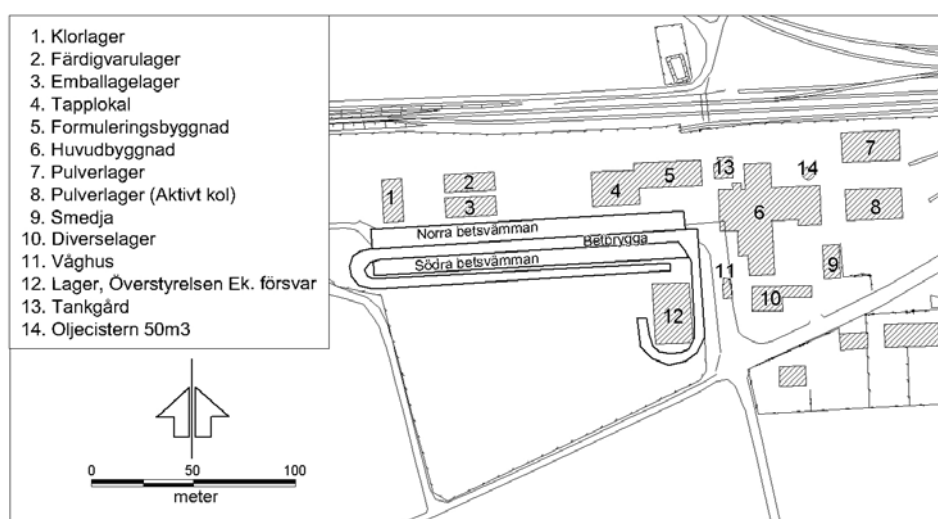 1. Klorlager
2. Färdigvarulager
3. Emballagelager
4. Tapplokal
5. Formuleringsbyggnad
6. Huvudbyggnad
7. Pulverlager
8. Pulverlager (Aktivt kol)
9. Smedja
10. Diverselager
11. Våghus
12. Lager, Överstyrelsen Ek. försvar
13. Tankgård
14. Oljecistern 50m3
0 50 100
meter
7
13 14
5
2
1 4
3
6 8
Norra betsvämman
Betbrygga
Södra betsvämman
11 9
10
12